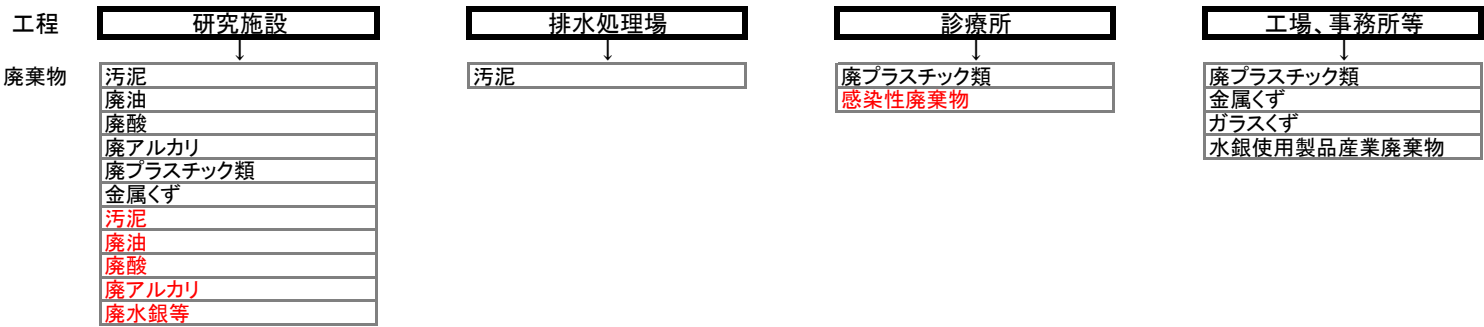 工程 研究施設 排水処理場 診療所 工場、事務所等
↓ ↓ ↓ ↓
廃棄物 汚泥 汚泥 廃プラスチック類 廃プラスチック類
廃油 感染性廃棄物 金属くず
廃酸 ガラスくず
廃アルカリ 水銀使用製品産業廃棄物
廃プラスチック類
金属くず
汚泥
廃油
廃酸
廃アルカリ
廃水銀等